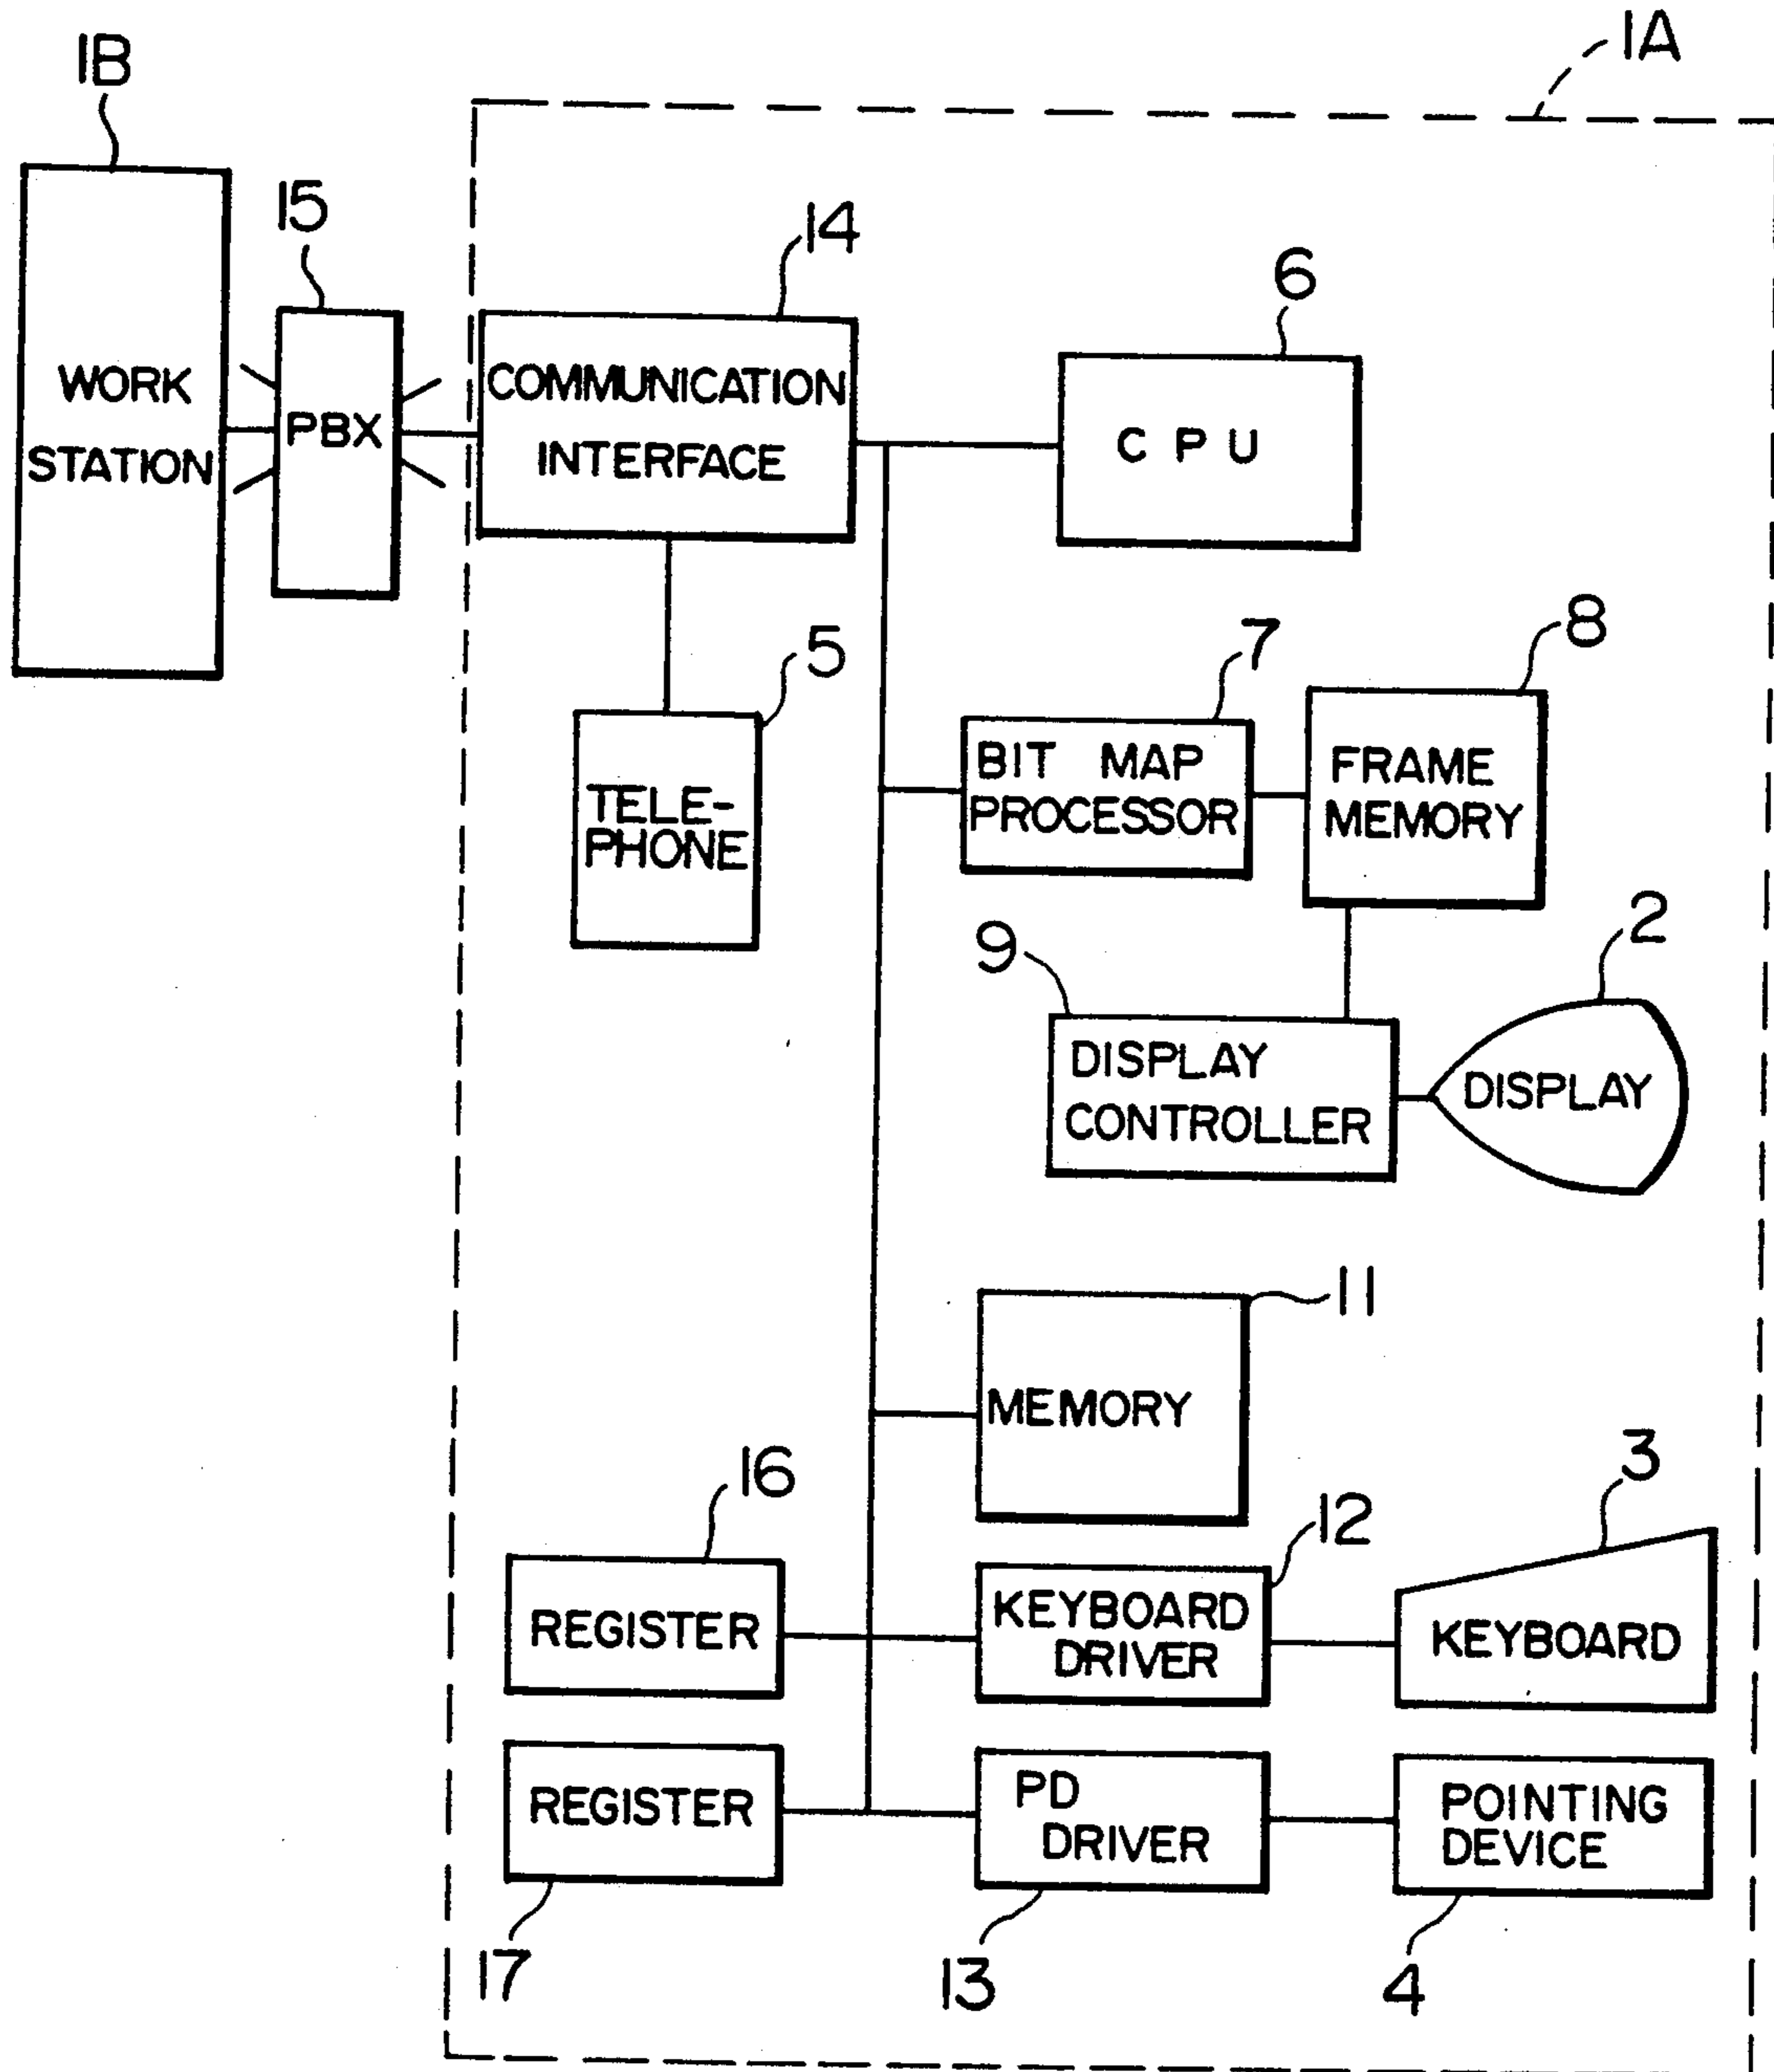 1A
1B
15
14
6
WORK
STATION
PBX
COMMUNICATION
INTERFACE
C P U
5
7
8
TELE-
PHONE
BIT MAP
PROCESSOR
FRAME
MEMORY
9
2
DISPLAY
CONTROLLER
DISPLAY
11
MEMORY
16
12
3
REGISTER
KEYBOARD
DRIVER
KEYBOARD
REGISTER
PD
DRIVER
POINTING
DEVICE
17
13
4